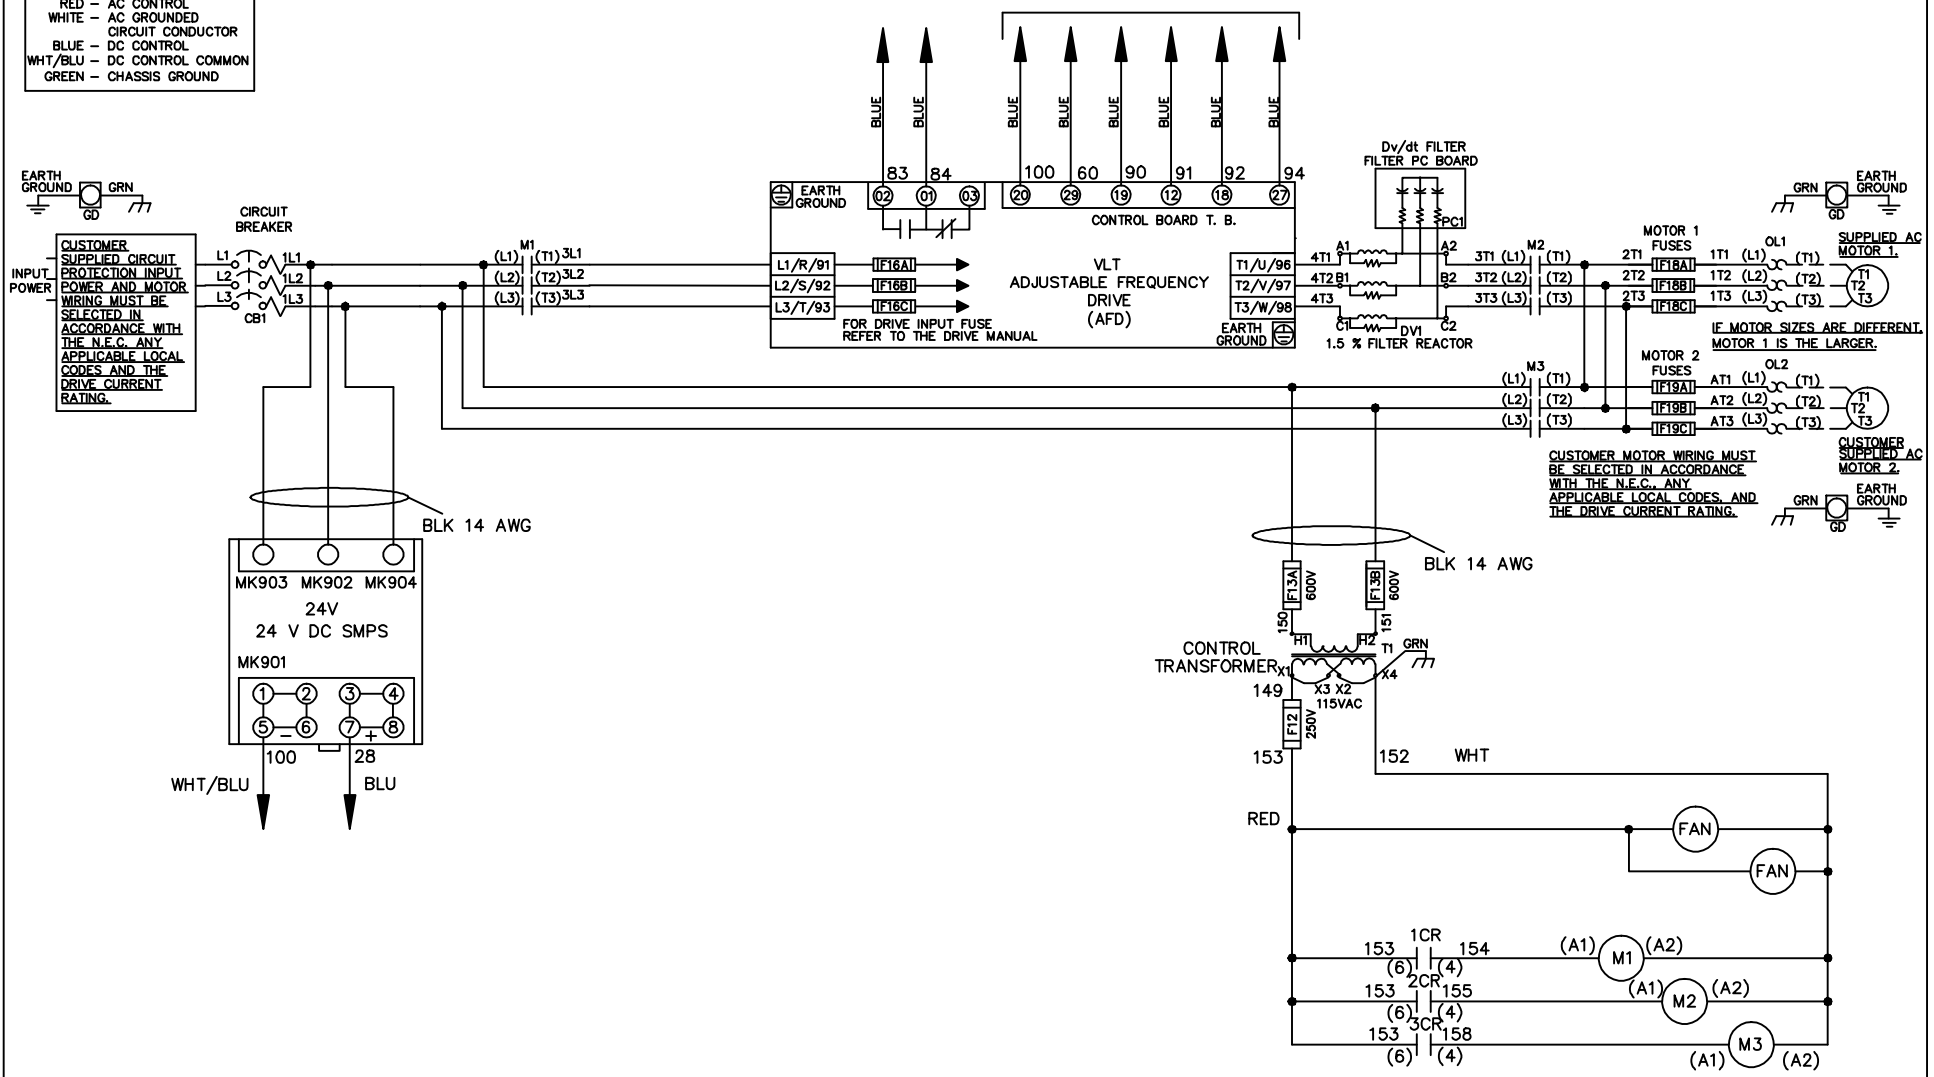 RED – AC CONTROL
WHITE – AC GROUNDED
CIRCUIT CONDUCTOR
BLUE – DC CONTROL
WHT/BLU – DC CONTROL COMMON
GREEN – CHASSIS GROUND
EARTH
GROUND
GRN
GD
INPUT
POWER
CUSTOMER
SUPPLIED CIRCUIT
PROTECTION INPUT
POWER AND MOTOR
WIRING MUST BE
SELECTED IN
ACCORDANCE WITH
THE N.E.C. ANY
APPLICABLE LOCAL
CODES AND THE
DRIVE CURRENT
RATING.
CIRCUIT
BREAKER
L1 1L1
L2 1L2
L3 1L3
CB1
M1
(L1) (T1) 3L1
(L2) (T2) 3L2
(L3) (T3) 3L3
BLUE BLUE BLUE BLUE BLUE BLUE BLUE BLUE
83 84 100 60 90 91 92 94
EARTH
GROUND
02 01 03 20 29 19 12 18 27
CONTROL BOARD T. B.
L1/R/91 F16A
L2/S/92 F16B
L3/T/93 F16C
FOR DRIVE INPUT FUSE
REFER TO THE DRIVE MANUAL
VLT
ADJUSTABLE FREQUENCY
DRIVE
(AFD)
T1/U/96
T2/V/97
T3/W/98
EARTH
GROUND
Dv/dt FILTER
FILTER PC BOARD
PC1
4T1 A1 A2
4T2 B1 B2
4T3 C1 C2
DV1
1.5 % FILTER REACTOR
M2
3T1 (L1) (T1)
3T2 (L2) (T2)
3T3 (L3) (T3)
MOTOR 1
FUSES
2T1 F18A 1T1 (L1) (T1)
2T2 F18B 1T2 (L2) (T2)
2T3 F18C 1T3 (L3) (T3)
OL1
GRN
GD
EARTH
GROUND
SUPPLIED AC
MOTOR 1.
T1
T2
T3
IF MOTOR SIZES ARE DIFFERENT,
MOTOR 1 IS THE LARGER.
M3
(L1) (T1)
(L2) (T2)
(L3) (T3)
MOTOR 2
FUSES
OL2
F19A AT1 (L1) (T1)
F19B AT2 (L2) (T2)
F19C AT3 (L3) (T3)
T1
T2
T3
CUSTOMER
SUPPLIED AC
MOTOR 2.
CUSTOMER MOTOR WIRING MUST
BE SELECTED IN ACCORDANCE
WITH THE N.E.C., ANY
APPLICABLE LOCAL CODES, AND
THE DRIVE CURRENT RATING.
GRN
GD
EARTH
GROUND
BLK 14 AWG
MK903 MK902 MK904
24V
24 V DC SMPS
MK901
1 2 3 4
5 6 7 8
– +
100 28
WHT/BLU BLU
BLK 14 AWG
F13A 600V F13B 600V
150 151
H1 H2
T1
GRN
CONTROL
TRANSFORMER
X1 X3 X2 X4
115VAC
149
F12 250V
153 152 WHT
RED
FAN
FAN
1CR
153 154 (A1) M1 (A2)
(6) (4)
2CR
153 155 (A1) M2 (A2)
(6) (4)
3CR
153 158 M3
(6) (4) (A1) (A2)